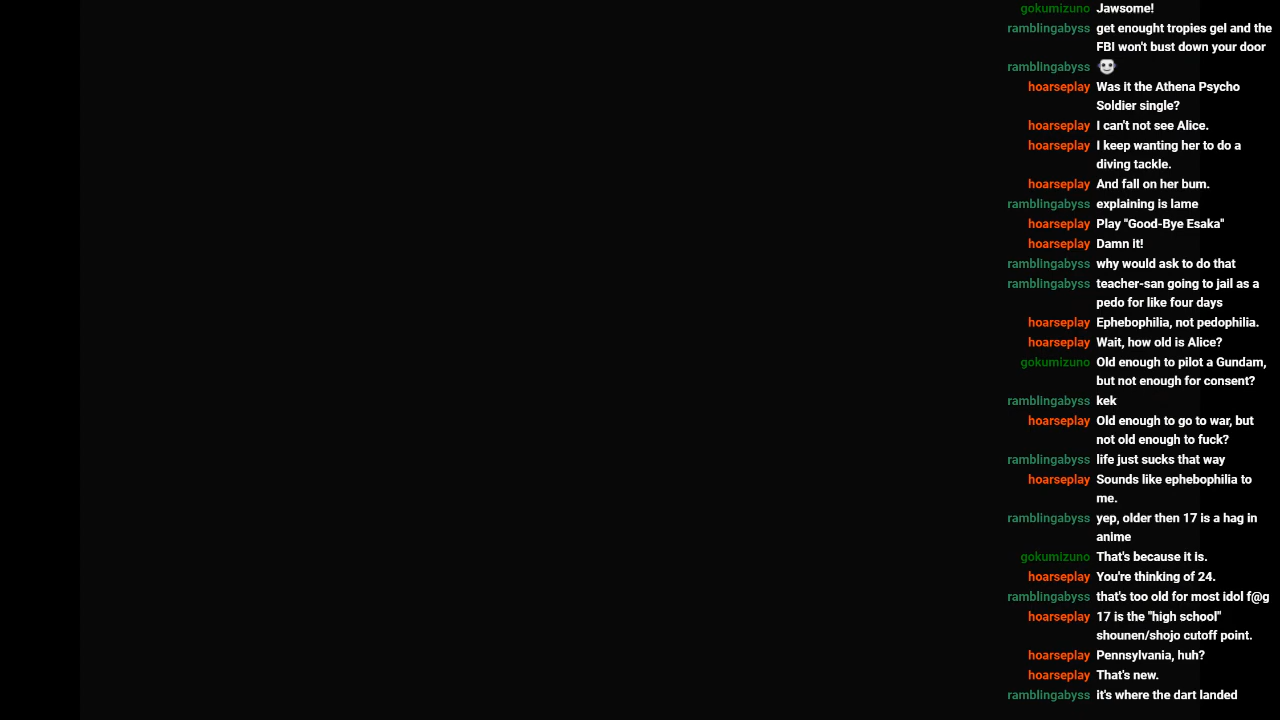 gokumizuno Jawsome!
ramblingabyss get enought tropies gel and the
FBI won't bust down your door
ramblingabyss
hoarseplay Was it the Athena Psycho
Soldier single?
hoarseplay I can't not see Alice.
hoarseplay I keep wanting her to do a
diving tackle.
hoarseplay And fall on her bum.
ramblingabyss explaining is lame
hoarseplay Play "Good-Bye Esaka"
hoarseplay Damn it!
ramblingabyss why would ask to do that
ramblingabyss teacher-san going to jail as a
pedo for like four days
hoarseplay Ephebophilia, not pedophilia.
hoarseplay Wait, how old is Alice?
gokumizuno Old enough to pilot a Gundam,
but not enough for consent?
ramblingabyss kek
hoarseplay Old enough to go to war, but
not old enough to fuck?
ramblingabyss life just sucks that way
hoarseplay Sounds like ephebophilia to
me.
ramblingabyss yep, older then 17 is a hag in
anime
gokumizuno That's because it is.
hoarseplay You're thinking of 24.
ramblingabyss that's too old for most idol f@g
hoarseplay 17 is the "high school"
shounen/shojo cutoff point.
hoarseplay Pennsylvania, huh?
hoarseplay That's new.
ramblingabyss it's where the dart landed